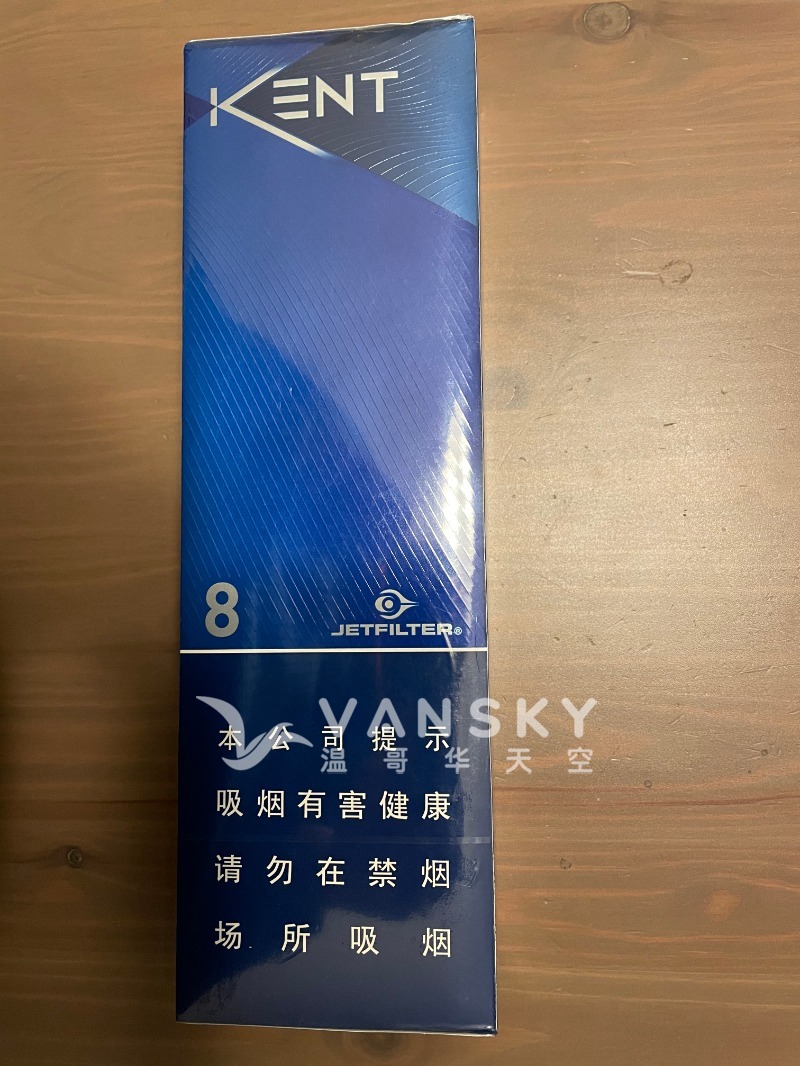 KENT
8
JETFILTER®
VANSKY
本公司提示
温哥华天空
吸烟有害健康
请勿在禁烟
场所吸烟